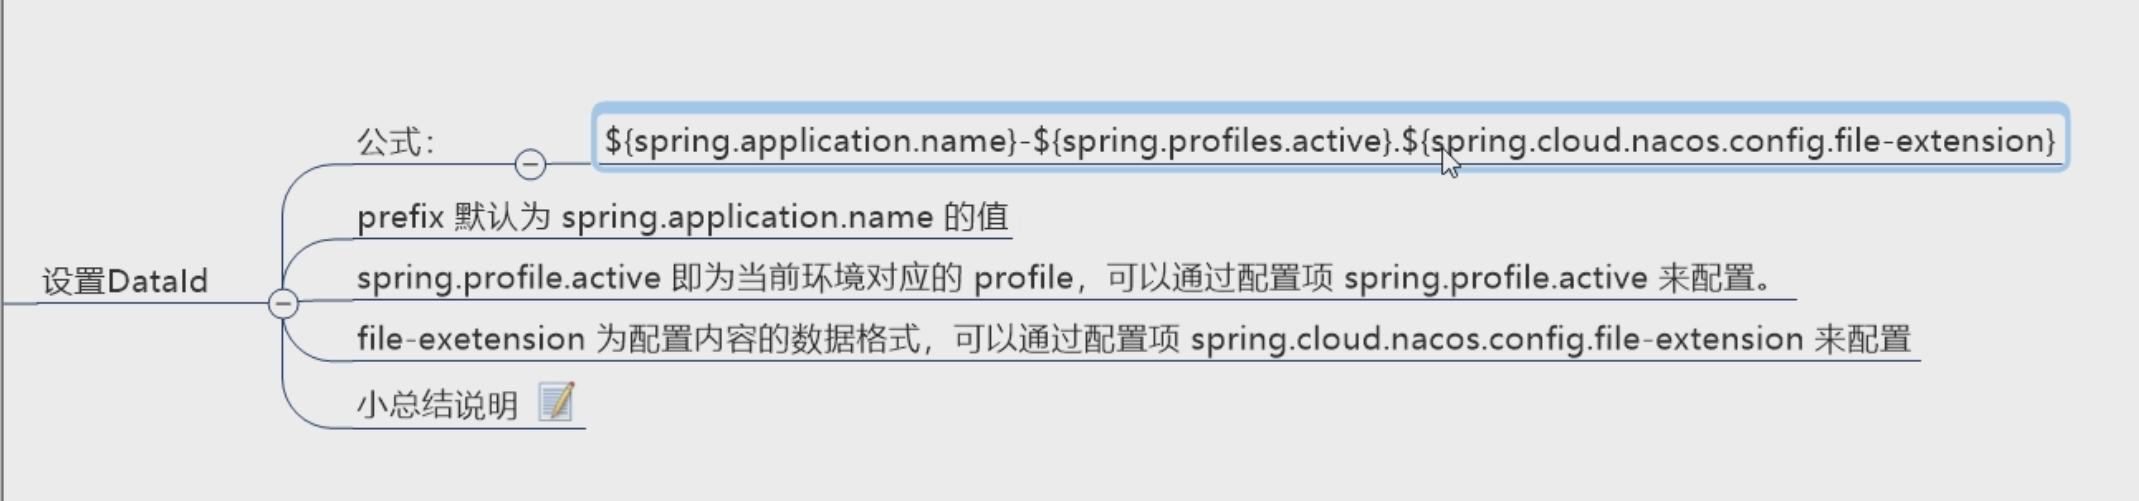 公式：
${spring.application.name}-${spring.profiles.active}.${spring.cloud.nacos.config.file-extension}
prefix 默认为 spring.application.name 的值
设置DataId
spring.profile.active 即为当前环境对应的 profile，可以通过配置项 spring.profile.active 来配置。
file-exetension 为配置内容的数据格式，可以通过配置项 spring.cloud.nacos.config.file-extension 来配置
小总结说明